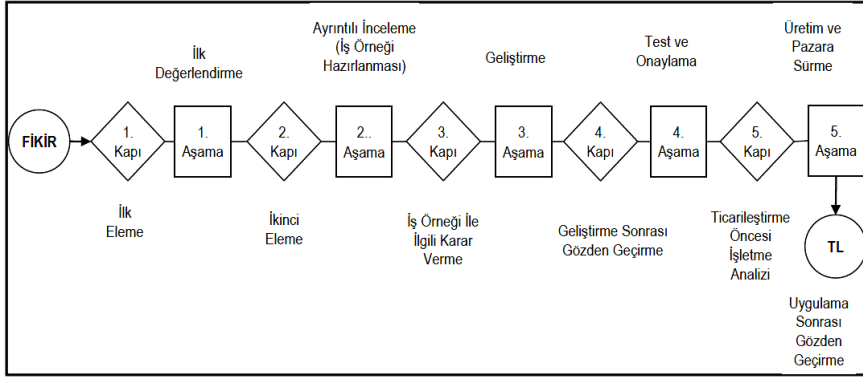 İlk
Değerlendirme
Ayrıntılı İnceleme
(İş Örneği
Hazırlanması)
Geliştirme
Test ve
Onaylama
Üretim ve
Pazara
Sürme
FİKİR
1.
Kapı
1.
Aşama
2.
Kapı
2..
Aşama
3.
Kapı
3.
Aşama
4.
Kapı
4.
Aşama
5.
Kapı
5.
Aşama
İlk
Eleme
İkinci
Eleme
İş Örneği İle
İlgili Karar
Verme
Geliştirme Sonrası
Gözden Geçirme
Ticarileştirme
Öncesi
İşletme
Analizi
TL
Uygulama
Sonrası
Gözden
Geçirme